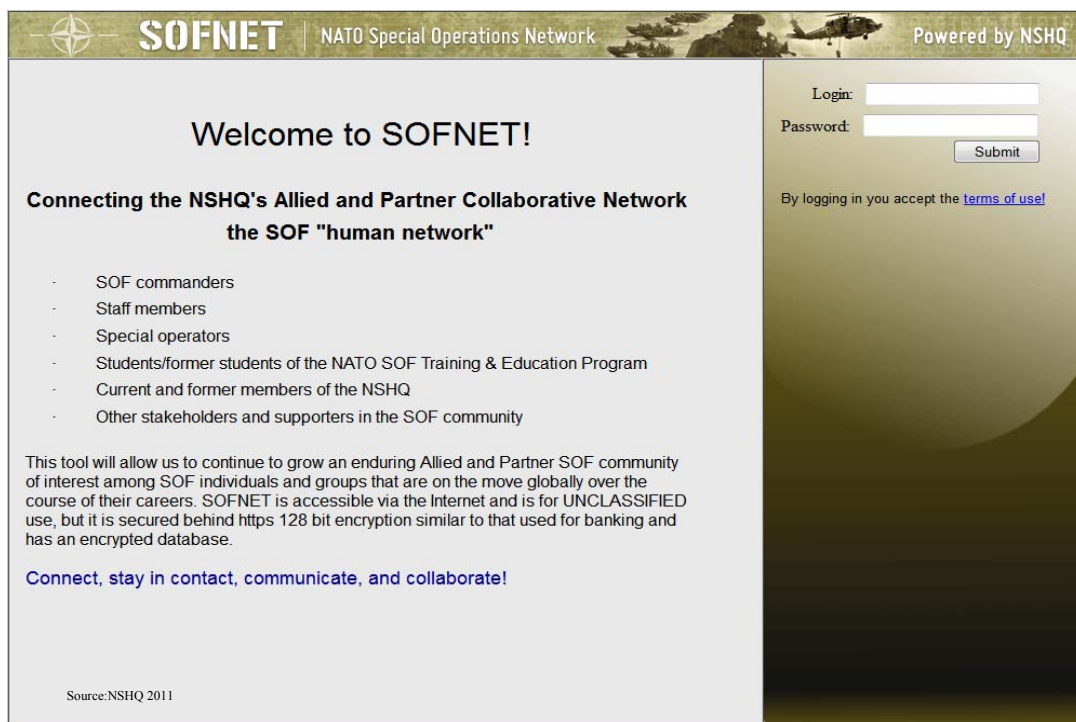 SOFNET | NATO Special Operations Network Powered by NSHQ
Welcome to SOFNET!
Connecting the NSHQ's Allied and Partner Collaborative Network
the SOF "human network"
· SOF commanders
· Staff members
· Special operators
· Students/former students of the NATO SOF Training & Education Program
· Current and former members of the NSHQ
· Other stakeholders and supporters in the SOF community
This tool will allow us to continue to grow an enduring Allied and Partner SOF community
of interest among SOF individuals and groups that are on the move globally over the
course of their careers. SOFNET is accessible via the Internet and is for UNCLASSIFIED
use, but it is secured behind https 128 bit encryption similar to that used for banking and
has an encrypted database.
Connect, stay in contact, communicate, and collaborate!
Source:NSHQ 2011
Login:
Password:
Submit
By logging in you accept the terms of use!